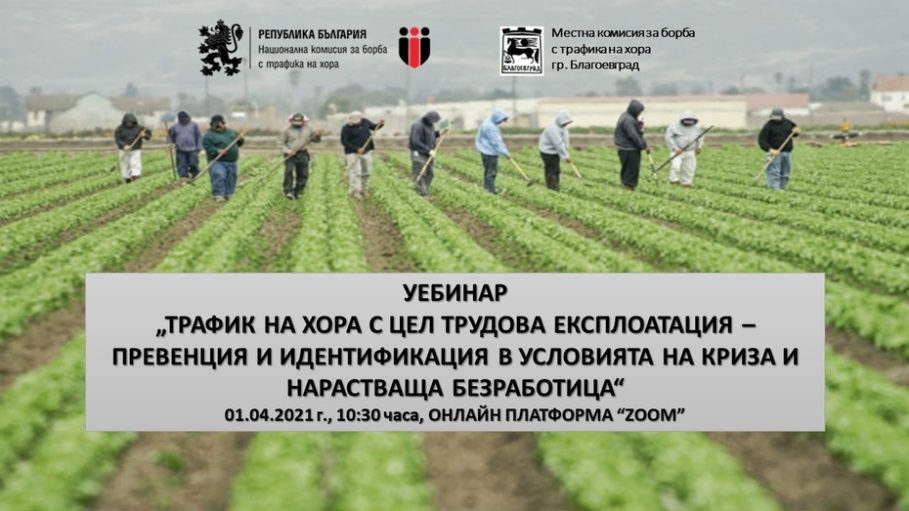 РЕПУБЛИКА БЪЛГАРИЯ
Национална комисия за борба
с трафика на хора
Местна комисия за борба
с трафика на хора
гр. Благоевград
БЛАГОЕВГРАД
УЕБИНАР
„ТРАФИК НА ХОРА С ЦЕЛ ТРУДОВА ЕКСПЛОАТАЦИЯ –
ПРЕВЕНЦИЯ И ИДЕНТИФИКАЦИЯ В УСЛОВИЯТА НА КРИЗА И
НАРАСТВАЩА БЕЗРАБОТИЦА“
01.04.2021 г., 10:30 часа, ОНЛАЙН ПЛАТФОРМА “ZOOM”